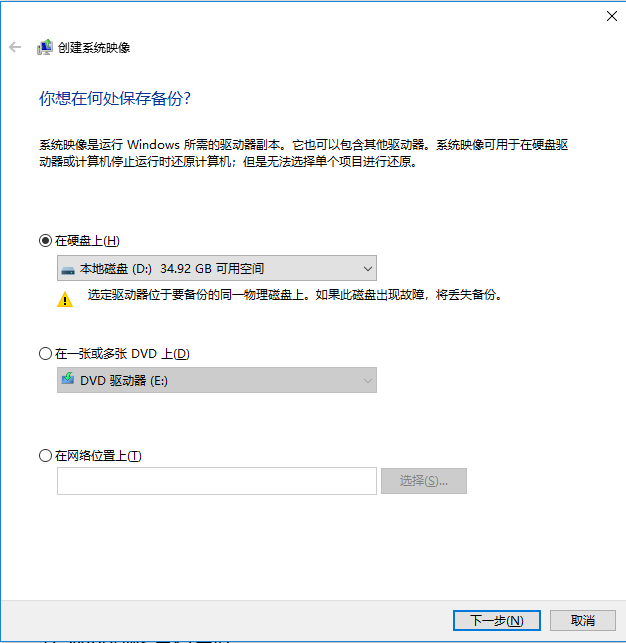 创建系统映像
你想在何处保存备份?
系统映像是运行 Windows 所需的驱动器副本。它也可以包含其他驱动器。系统映像可用于在硬盘驱
动器或计算机停止运行时还原计算机；但是无法选择单个项目进行还原。
在硬盘上(H)
本地磁盘 (D:) 34.92 GB 可用空间
选定驱动器位于要备份的同一物理磁盘上。如果此磁盘出现故障，将丢失备份。
在一张或多张 DVD 上(D)
DVD 驱动器 (E:)
在网络位置上(T)
选择(S)...
下一步(N)
取消